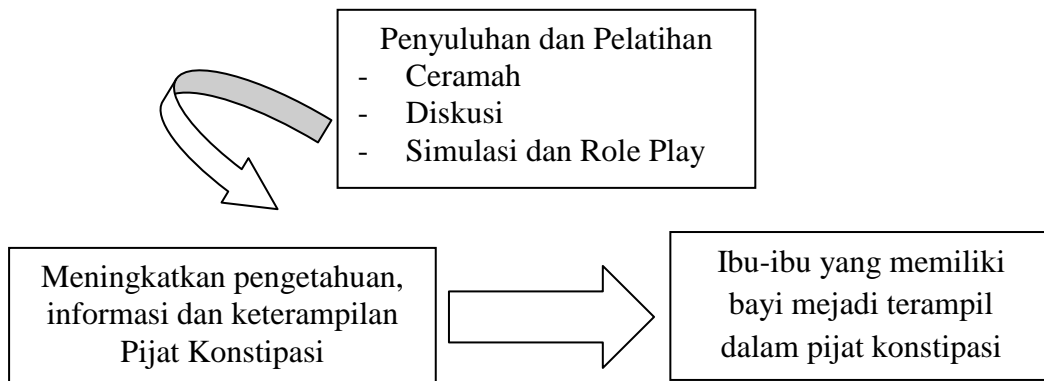 Penyuluhan dan Pelatihan
- Ceramah
- Diskusi
- Simulasi dan Role Play
Meningkatkan pengetahuan,
informasi dan keterampilan
Pijat Konstipasi
Ibu-ibu yang memiliki
bayi mejadi terampil
dalam pijat konstipasi